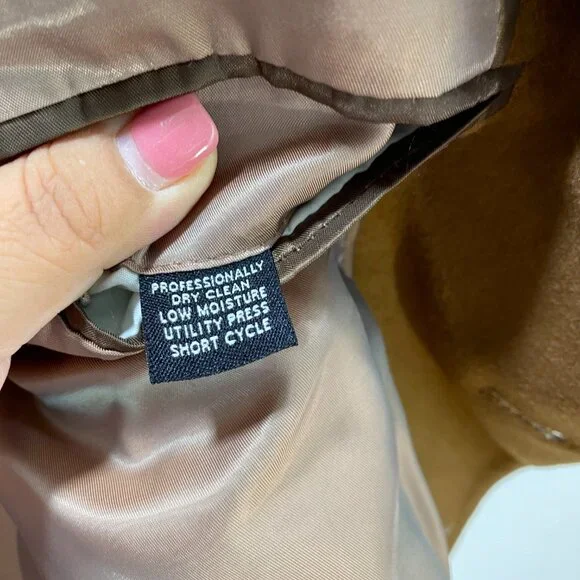 PROFESSIONALLY
DRY CLEAN
LOW MOISTURE
UTILITY PRESS
SHORT CYCLE